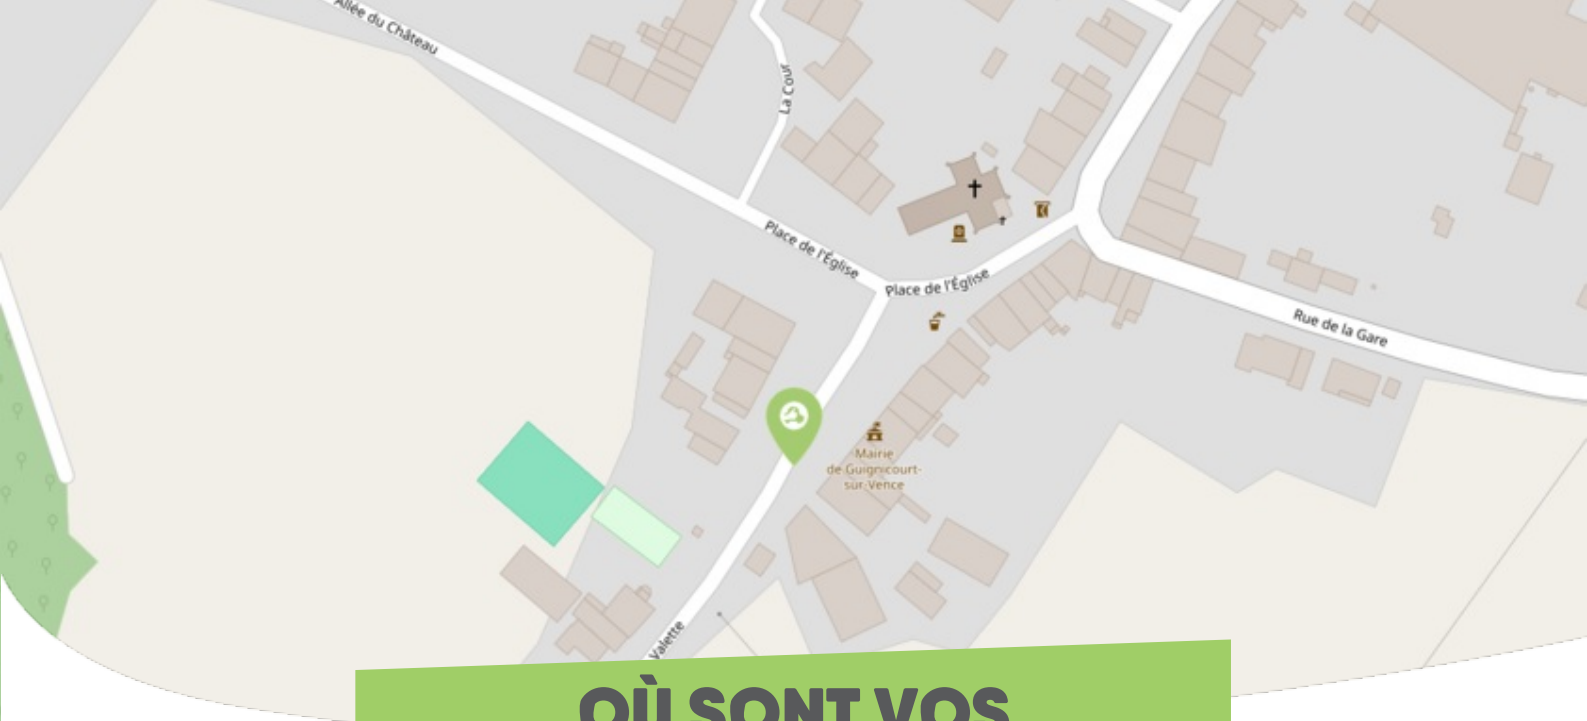 Allée du Château
La Cour
Place de l'Église
Place de l'Église
Rue de la Gare
Mairie
de Guignicourt-
sur-Vence
Valette
OÙ SONT VOS